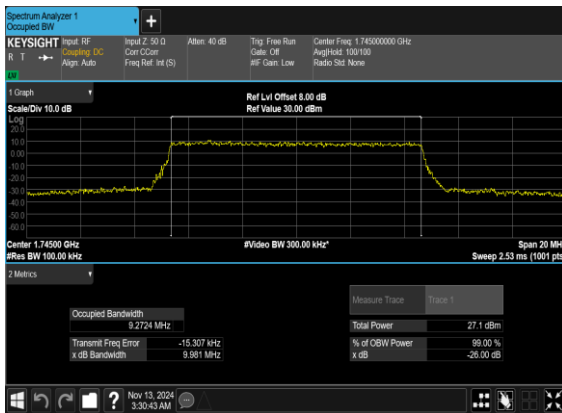 Spectrum Analyzer 1
Occupied BW
KEYSIGHT
R T
LXI
Input: RF
Coupling: DC
Align: Auto
Input Z: 50 Ω
Corr CCorr
Freq Ref: Int (S)
Atten: 40 dB
Trig: Free Run
Gate: Off
#IF Gain: Low
Center Freq: 1.745000000 GHz
Avg|Hold: 100/100
Radio Std: None
1 Graph
Scale/Div 10.0 dB
Ref Lvl Offset 8.00 dB
Ref Value 30.00 dBm
Log
20.0
10.0
0.00
-10.0
-20.0
-30.0
-40.0
-50.0
-60.0
Center 1.74500 GHz
#Res BW 100.00 kHz
#Video BW 300.00 kHz*
Span 20 MH
Sweep 2.53 ms (1001 pts
2 Metrics
Measure Trace Trace 1
Occupied Bandwidth
9.2724 MHz
Total Power 27.1 dBm
Transmit Freq Error -15.307 kHz
% of OBW Power 99.00 %
x dB Bandwidth 9.981 MHz
x dB -26.00 dB
?
Nov 13, 2024
3:30:43 AM